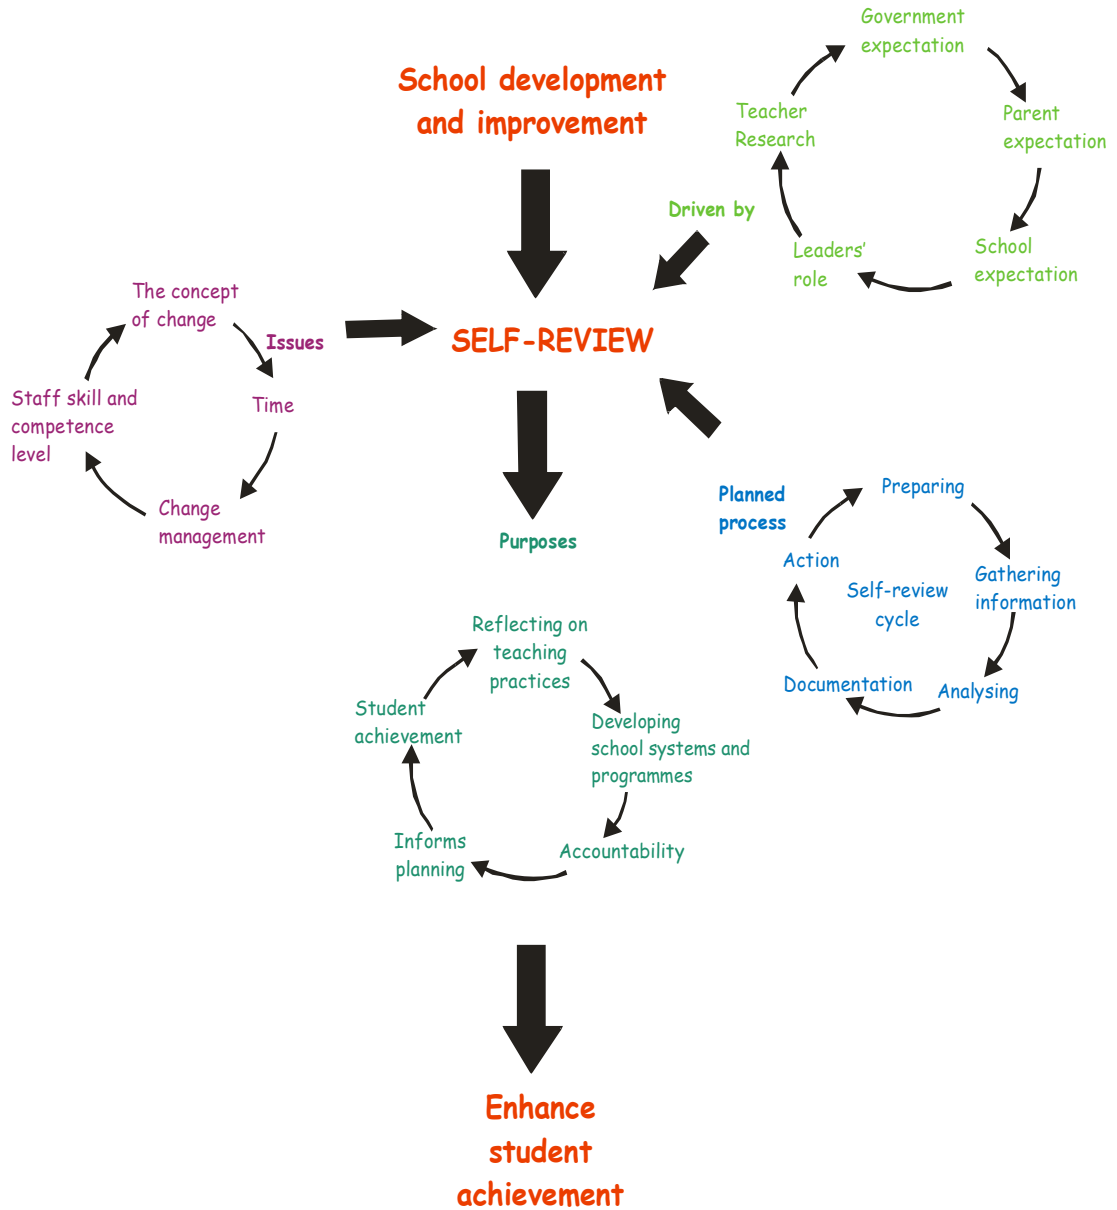 School development
and improvement
Government
expectation
Parent
expectation
School
expectation
Leaders'
role
Teacher
Research
Driven by
SELF-REVIEW
Issues
The concept
of change
Time
Change
management
Staff skill and
competence
level
Planned
process
Preparing
Gathering
information
Analysing
Documentation
Action
Self-review
cycle
Purposes
Reflecting on
teaching
practices
Developing
school systems and
programmes
Accountability
Informs
planning
Student
achievement
Enhance
student
achievement